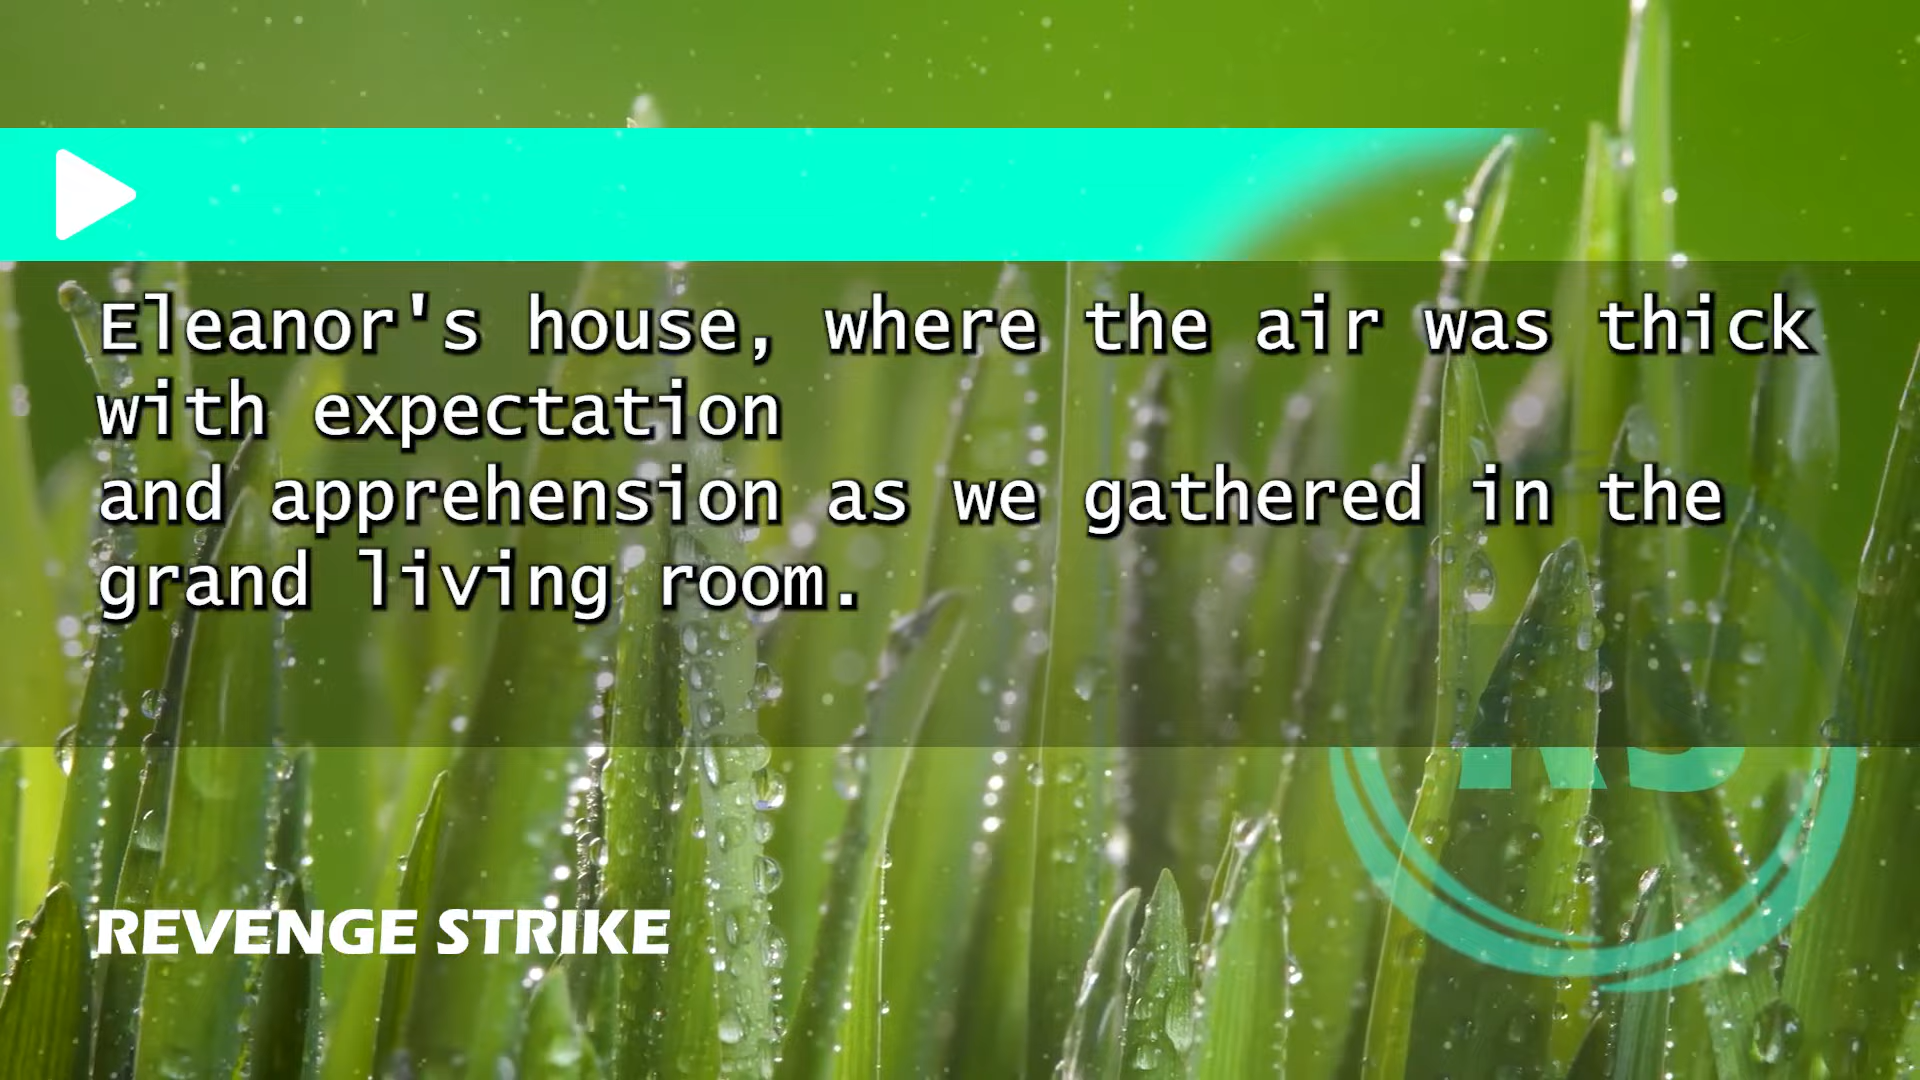 Eleanor's house, where the air was thick
with expectation
and apprehension as we gathered in the
grand living room.
RS
REVENGE STRIKE